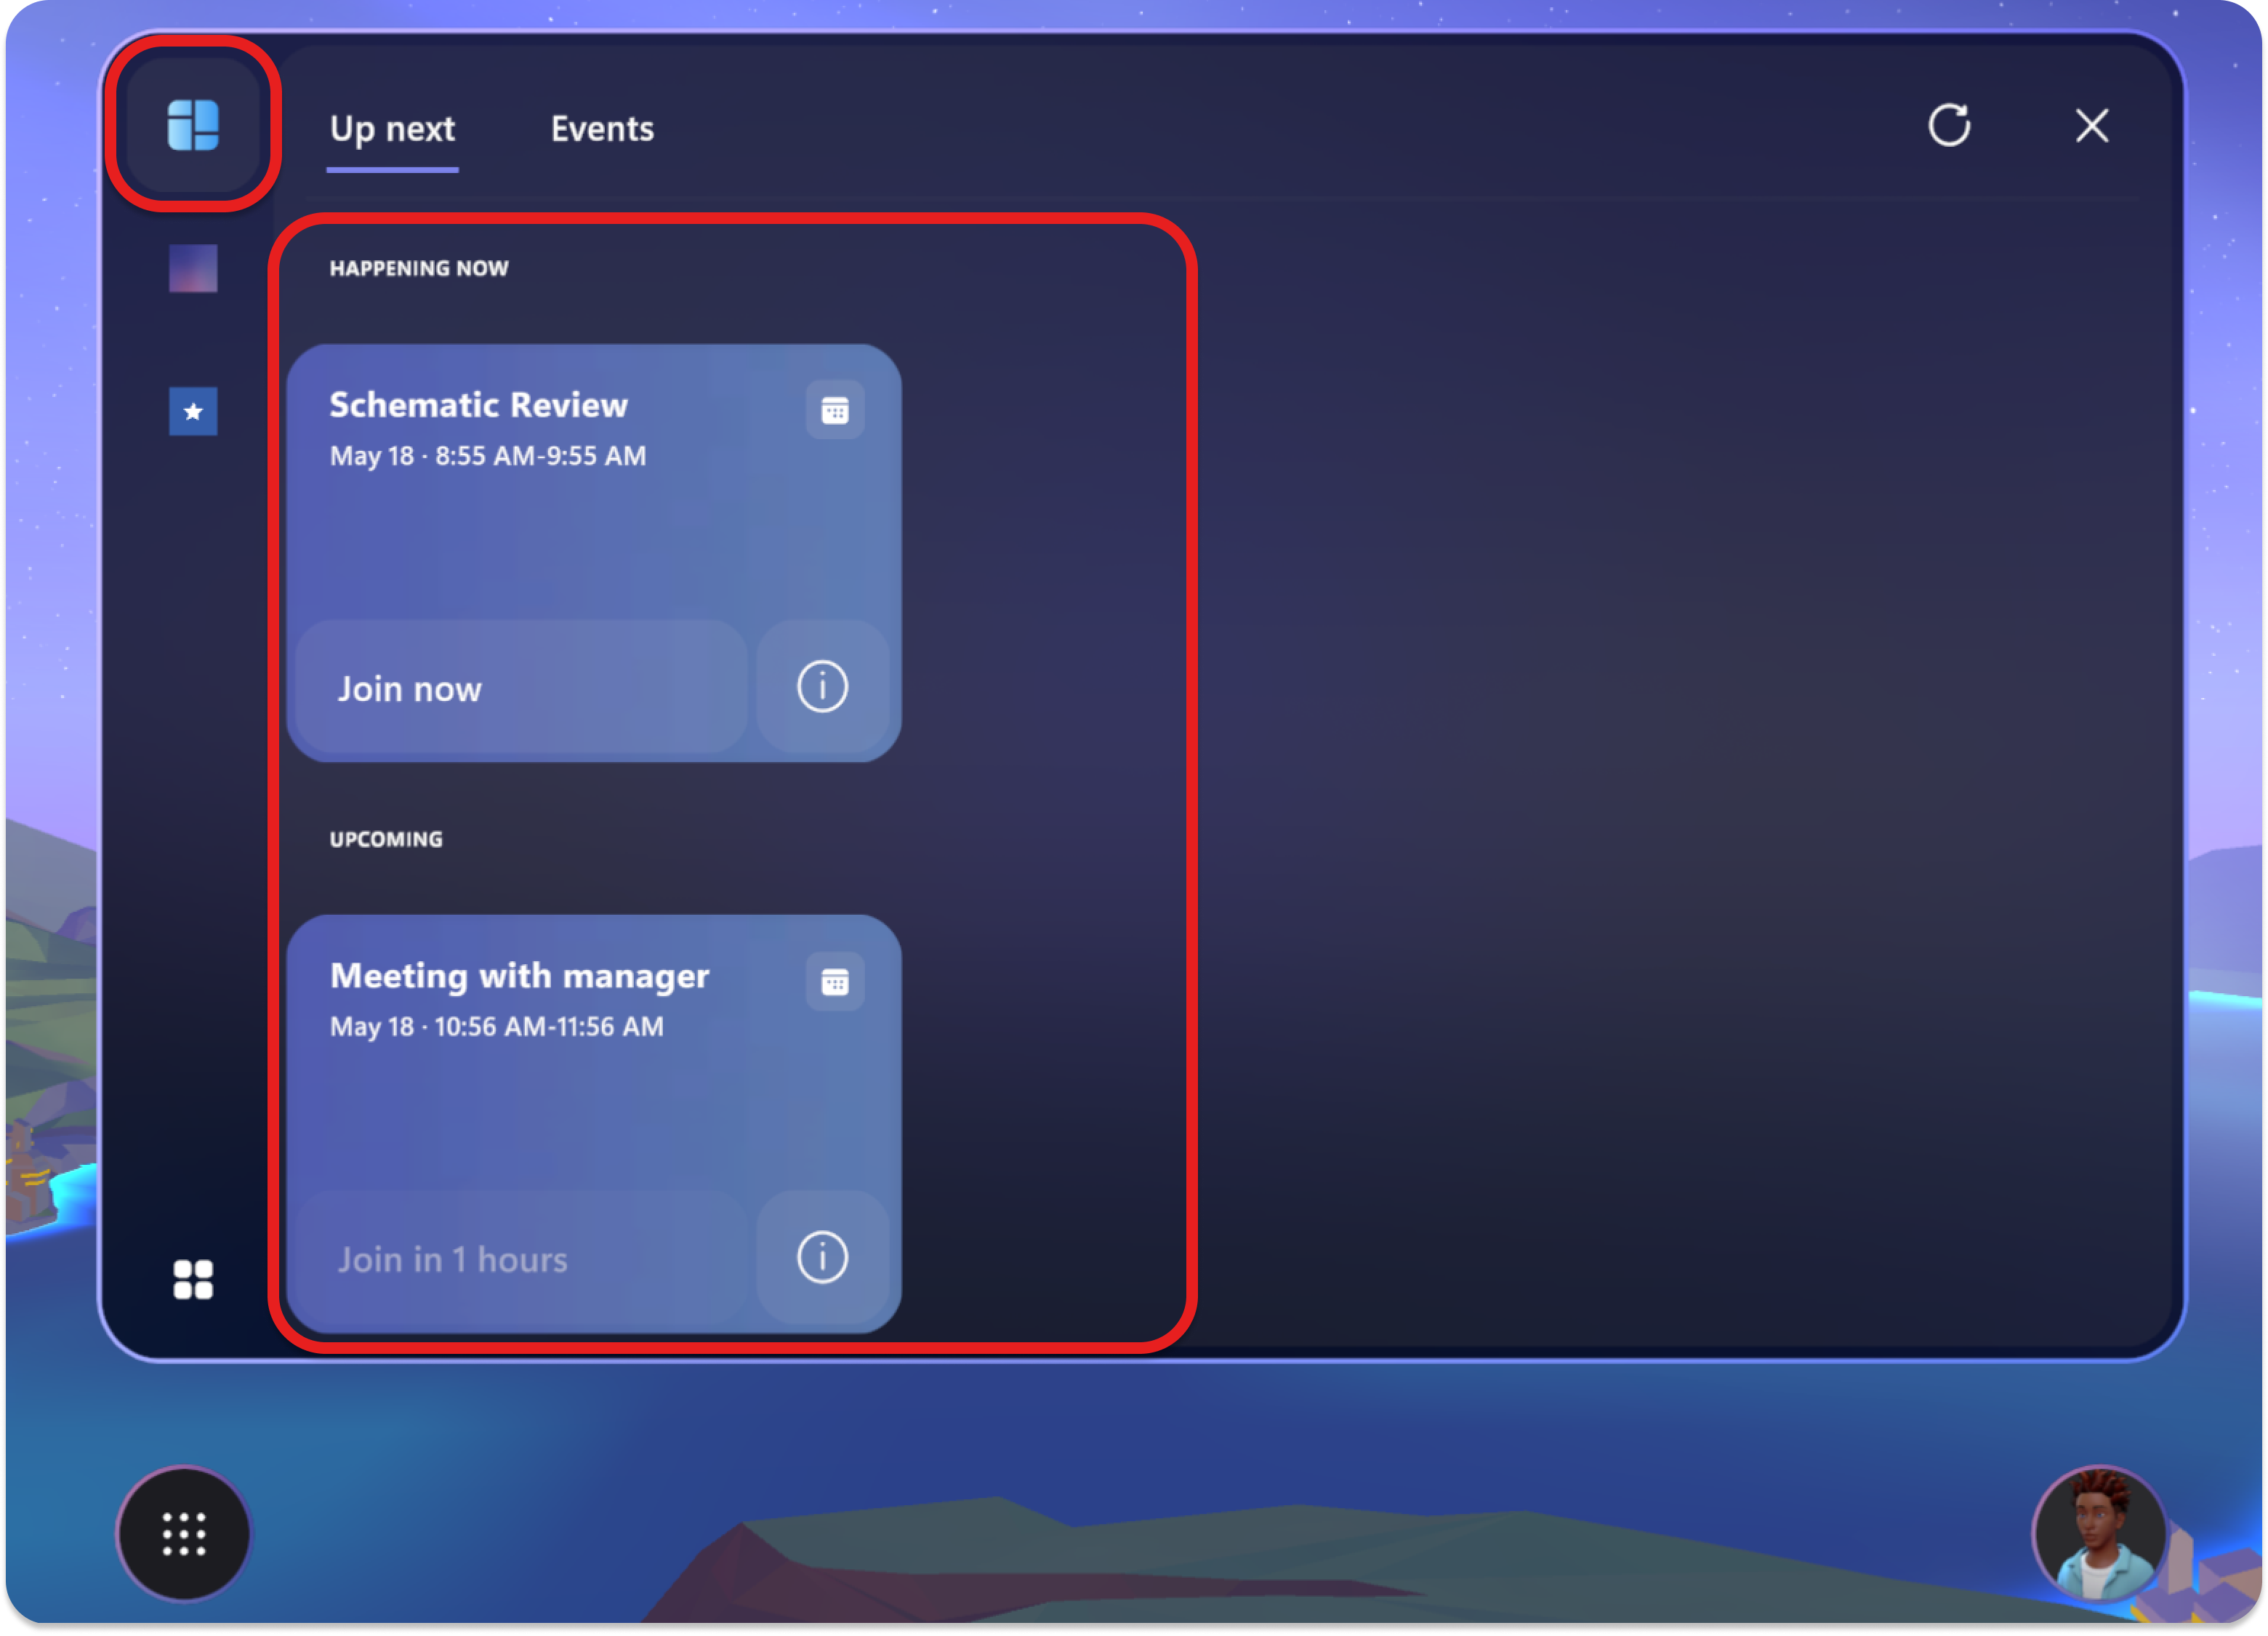 Up next
Events
HAPPENING NOW
Schematic Review
May 18 · 8:55 AM-9:55 AM
Join now
UPCOMING
Meeting with manager
May 18 · 10:56 AM-11:56 AM
Join in 1 hours